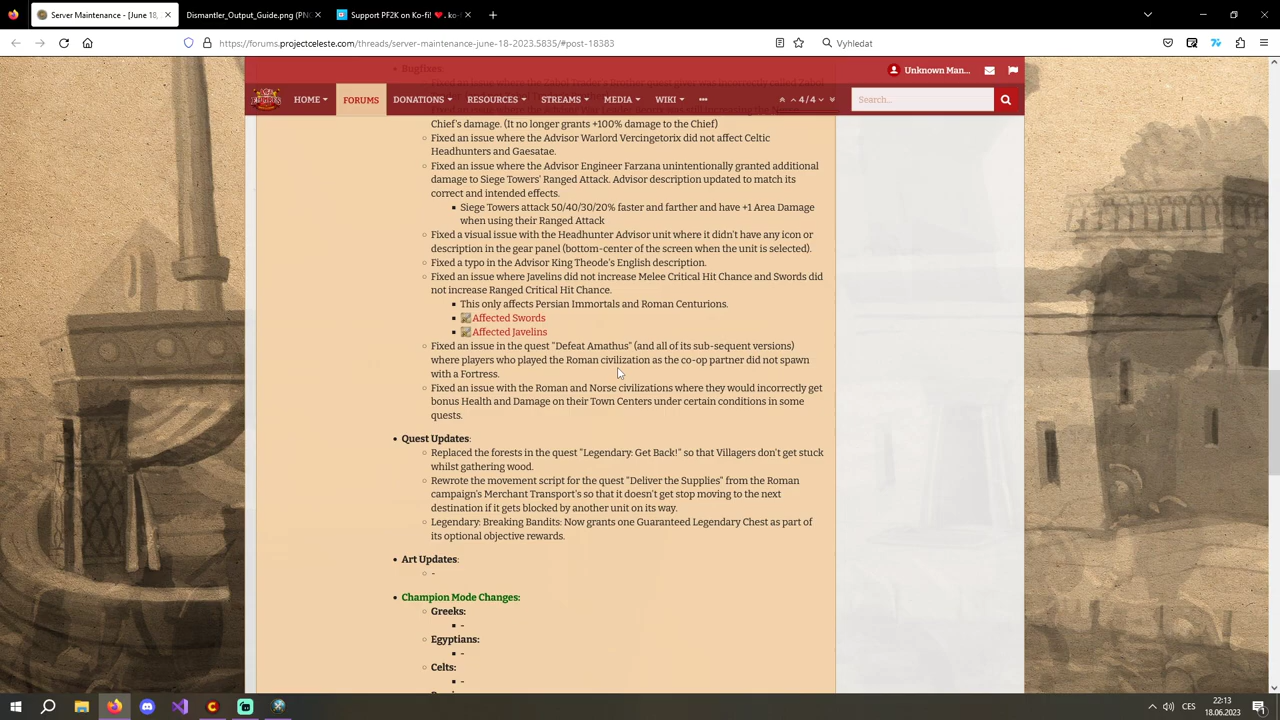 Server Maintenance - [June 18,
Dismantler_Output_Guide.png (PNG
Support PF2K on Ko-fi! ❤. ko-
https://forums.projectceleste.com/threads/server-maintenance-june-18-2023.5835/#post-18383
Vyhledat
Unknown Man...
HOME
FORUMS
DONATIONS
RESOURCES
STREAMS
MEDIA
WIKI
•••
4/4
Search...
Bugfixes:
Chief's damage. (It no longer grants +100% damage to the Chief)
Fixed an issue where the Advisor Warlord Vercingetorix did not affect Celtic
Headhunters and Gaesatae.
Fixed an issue where the Advisor Engineer Farzana unintentionally granted additional
damage to Siege Towers' Ranged Attack. Advisor description updated to match its
correct and intended effects.
Siege Towers attack 50/40/30/20% faster and farther and have +1 Area Damage
when using their Ranged Attack
Fixed a visual issue with the Headhunter Advisor unit where it didn't have any icon or
description in the gear panel (bottom-center of the screen when the unit is selected).
Fixed a typo in the Advisor King Theode's English description.
Fixed an issue where Javelins did not increase Melee Critical Hit Chance and Swords did
not increase Ranged Critical Hit Chance.
This only affects Persian Immortals and Roman Centurions.
Affected Swords
Affected Javelins
Fixed an issue in the quest "Defeat Amathus" (and all of its sub-sequent versions)
where players who played the Roman civilization as the co-op partner did not spawn
with a Fortress.
Fixed an issue with the Roman and Norse civilizations where they would incorrectly get
bonus Health and Damage on their Town Centers under certain conditions in some
quests.
Quest Updates:
Replaced the forests in the quest "Legendary: Get Back!" so that Villagers don't get stuck
whilst gathering wood.
Rewrote the movement script for the quest "Deliver the Supplies" from the Roman
campaign's Merchant Transport's so that it doesn't get stop moving to the next
destination if it gets blocked by another unit on its way.
Legendary: Breaking Bandits: Now grants one Guaranteed Legendary Chest as part of
its optional objective rewards.
Art Updates:
-
Champion Mode Changes:
Greeks:
-
Egyptians:
-
Celts:
-
CES
22:13
18.06.2023